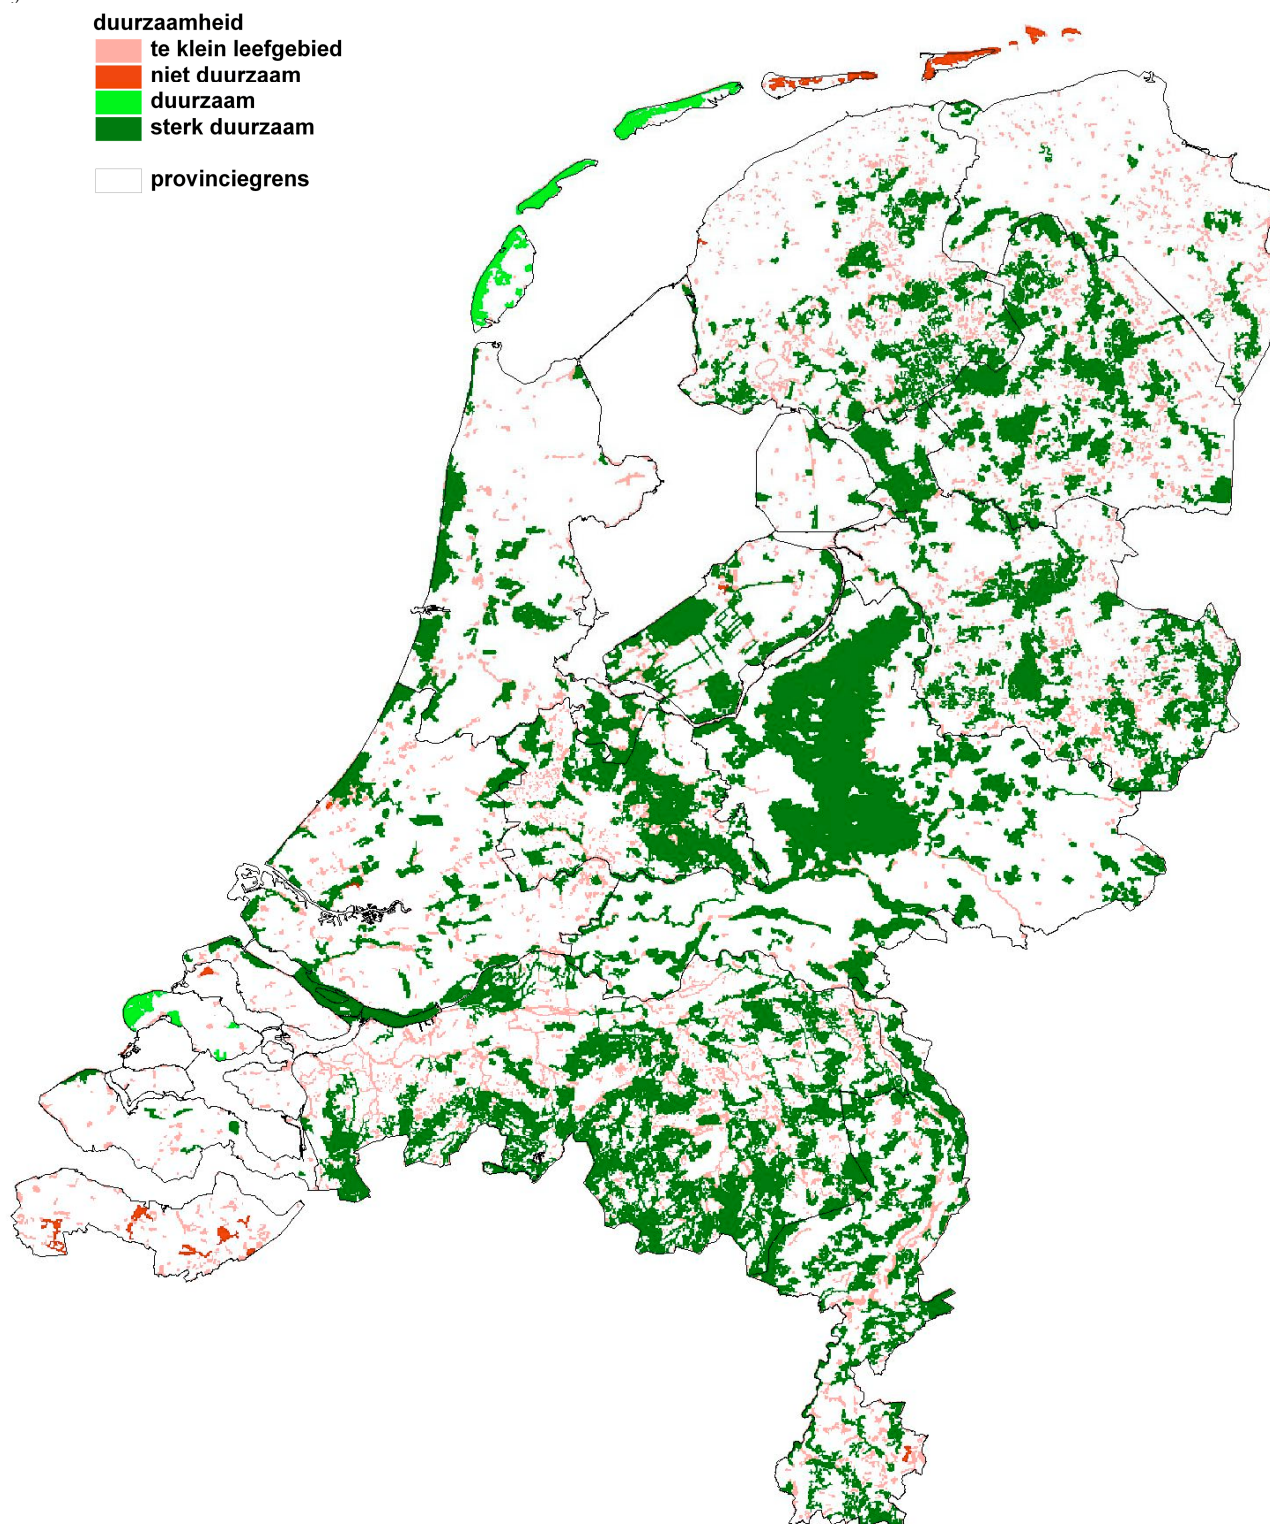 duurzaamheid
te klein leefgebied
niet duurzaam
duurzaam
sterk duurzaam
provinciegrens